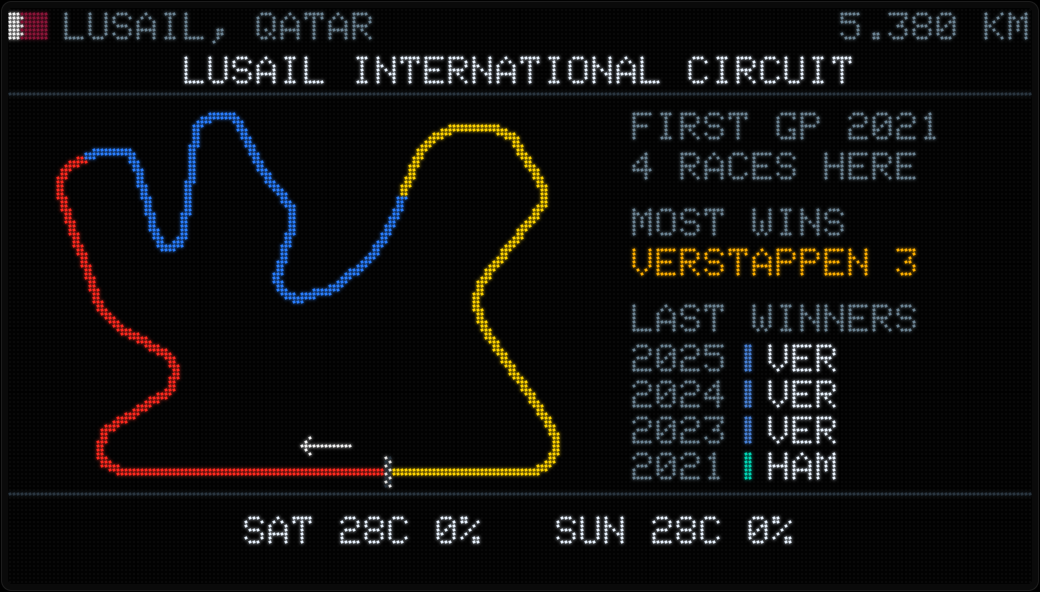 LUSAIL, QATAR 5.380 KM
LUSAIL INTERNATIONAL CIRCUIT
FIRST GP 2021
4 RACES HERE
MOST WINS
VERSTAPPEN 3
LAST WINNERS
2025 VER
2024 VER
2023 VER
2021 HAM
SAT 28C 0% SUN 28C 0%